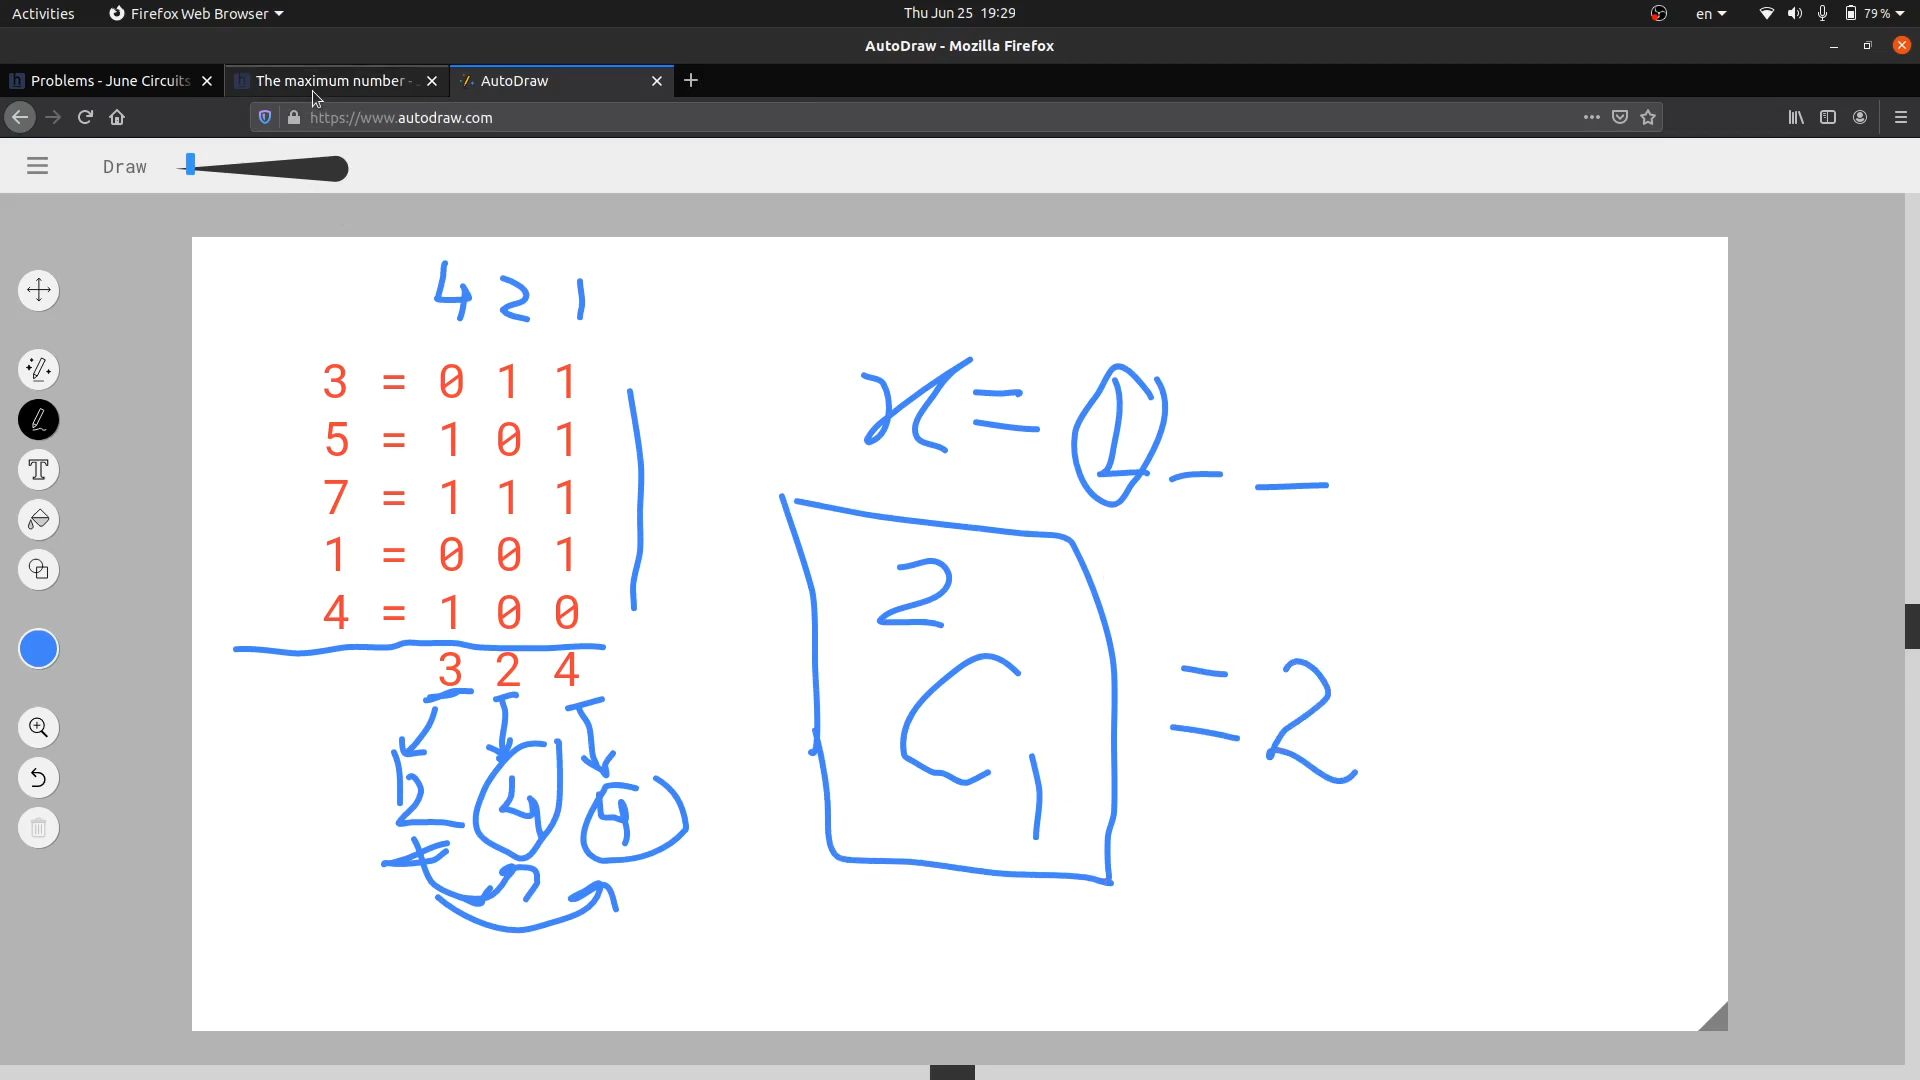 Activities Firefox Web Browser Thu Jun 25 19:29 en 79 %
AutoDraw - Mozilla Firefox
Problems - June Circuits The maximum number - AutoDraw
https://www.autodraw.com
Draw
4 2 1
3 = 0 1 1
5 = 1 0 1
7 = 1 1 1
1 = 0 0 1
4 = 1 0 0
3 2 4
2 4 4
x = 1 _ _
2
C
1
= 2